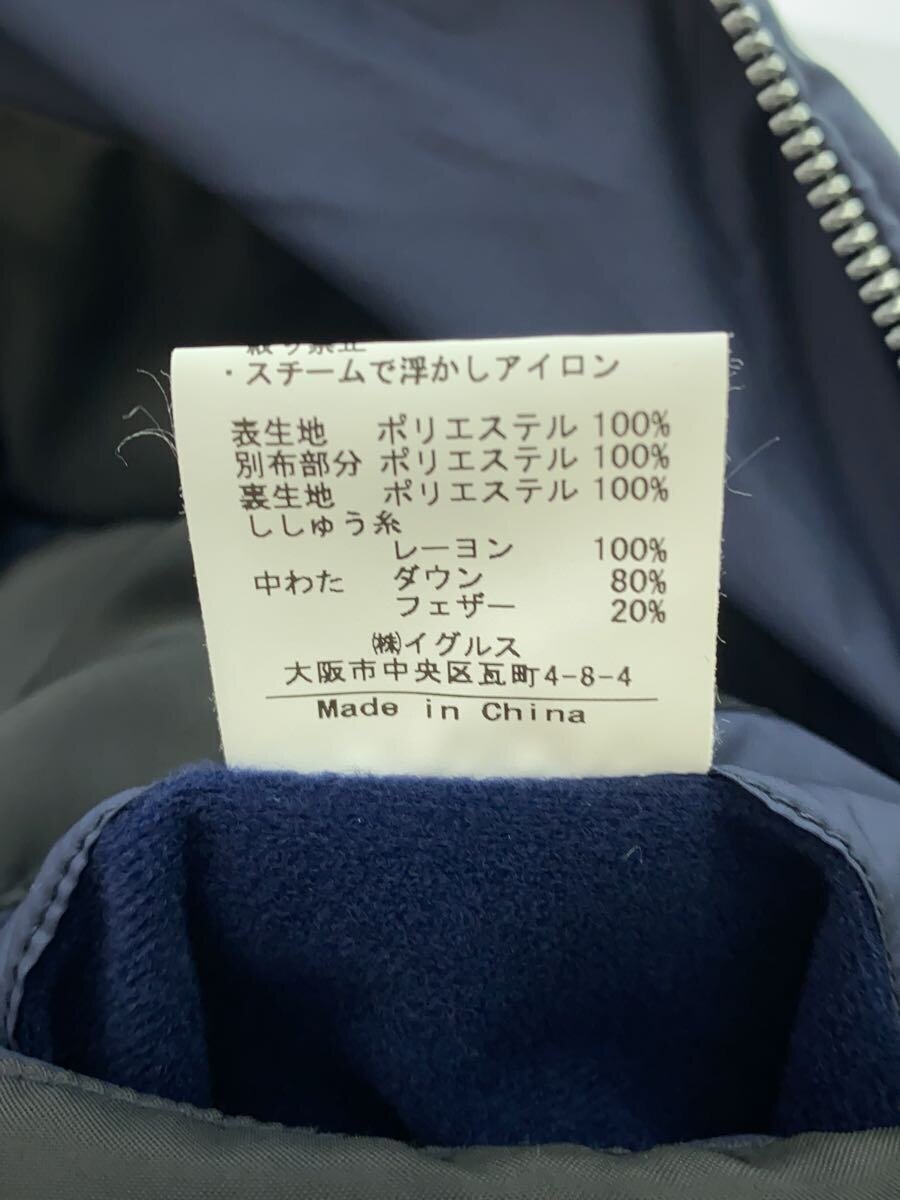 ・スチームで浮かしアイロン
表生地 ポリエステル 100%
別布部分 ポリエステル 100%
裏生地 ポリエステル 100%
ししゅう糸
レーヨン 100%
中わた ダウン 80%
フェザー 20%
㈱イグルス
大阪市中央区瓦町4-8-4
Made in China